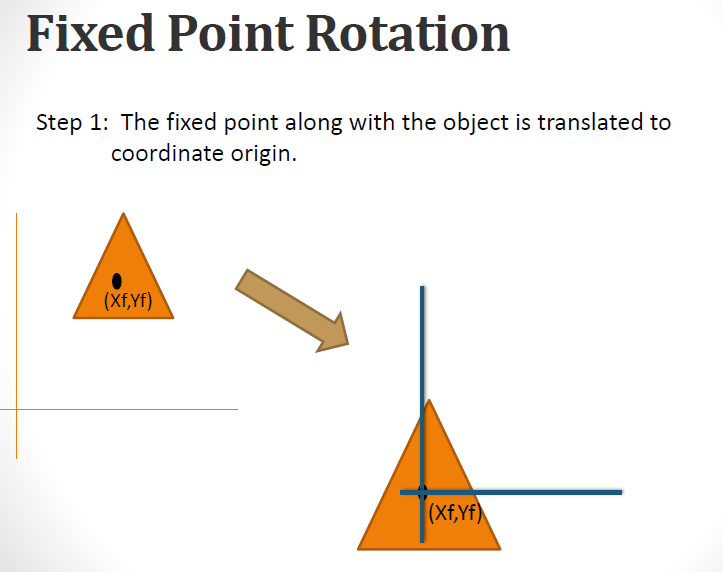 Fixed Point Rotation
Step 1:  The fixed point along with the object is translated to
coordinate origin.
(Xf,Yf)
(Xf,Yf)